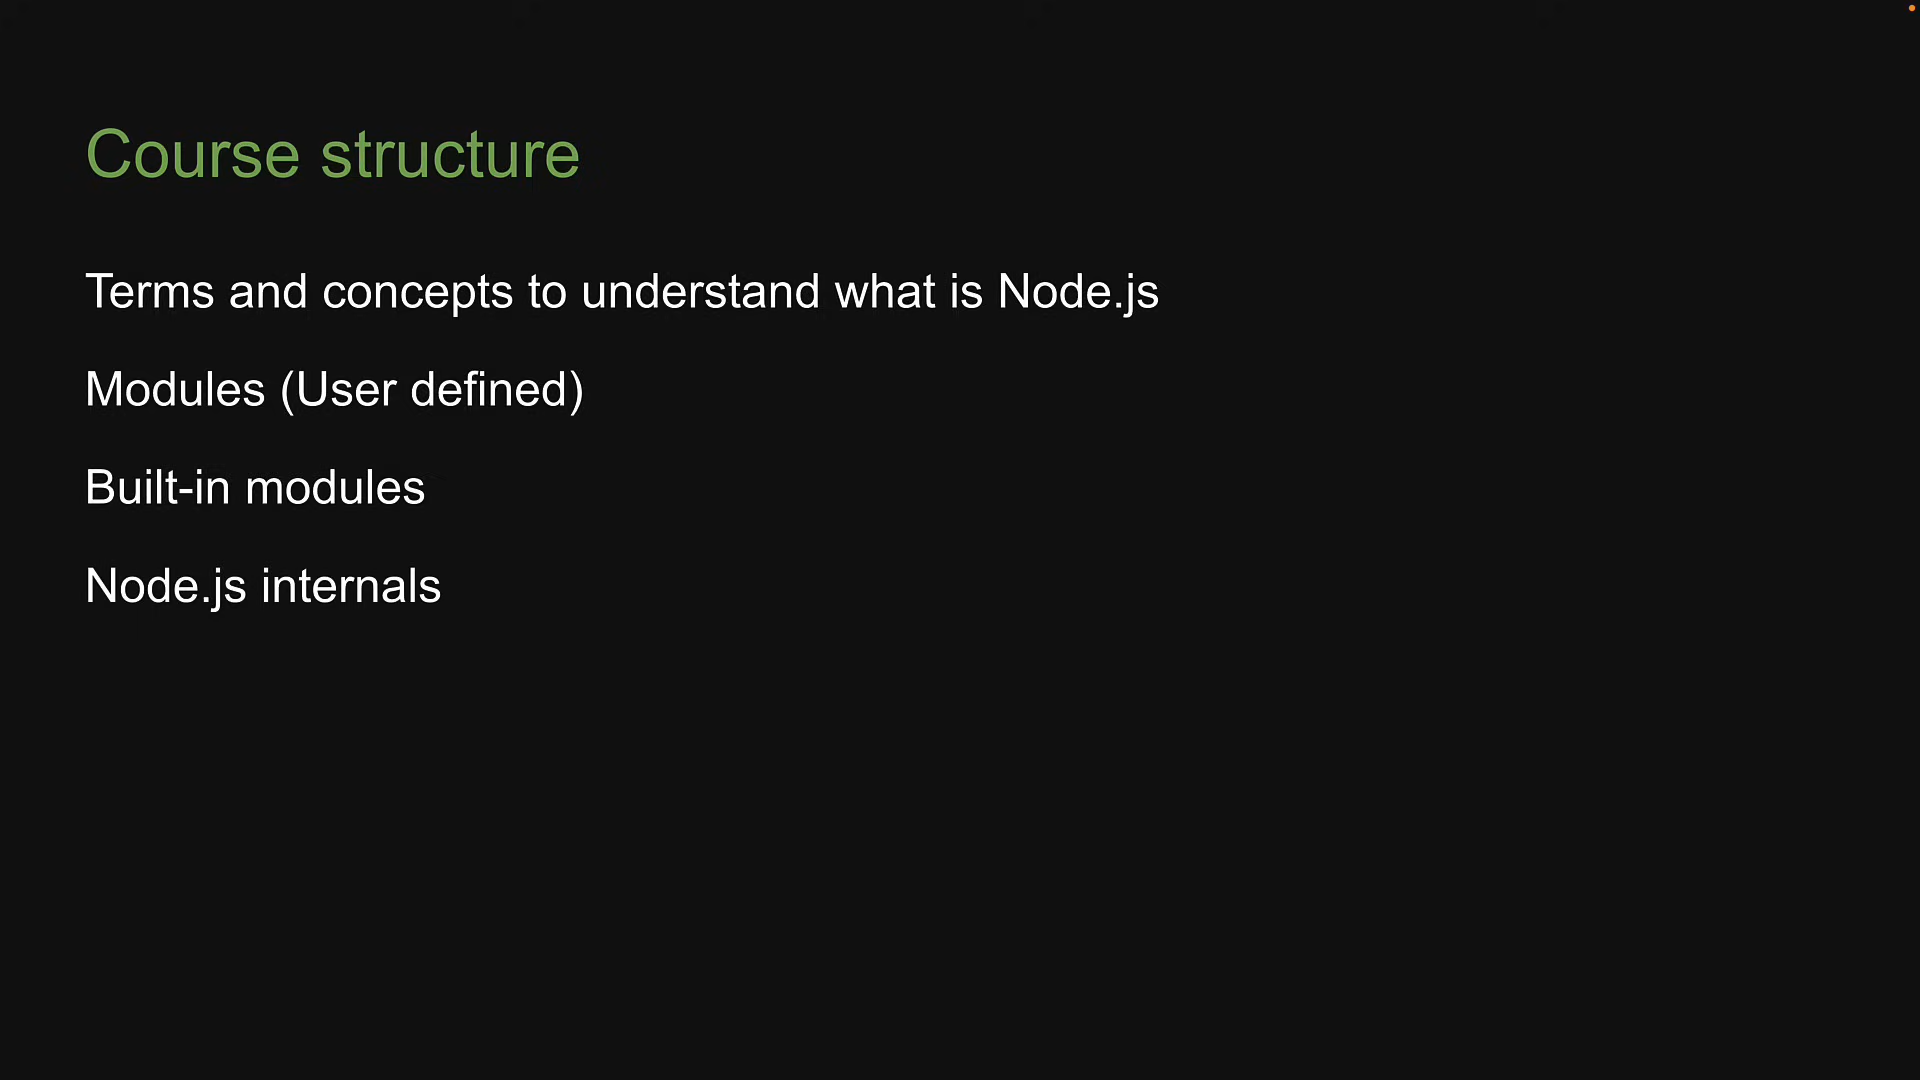 Course structure
Terms and concepts to understand what is Node.js
Modules (User defined)
Built-in modules
Node.js internals